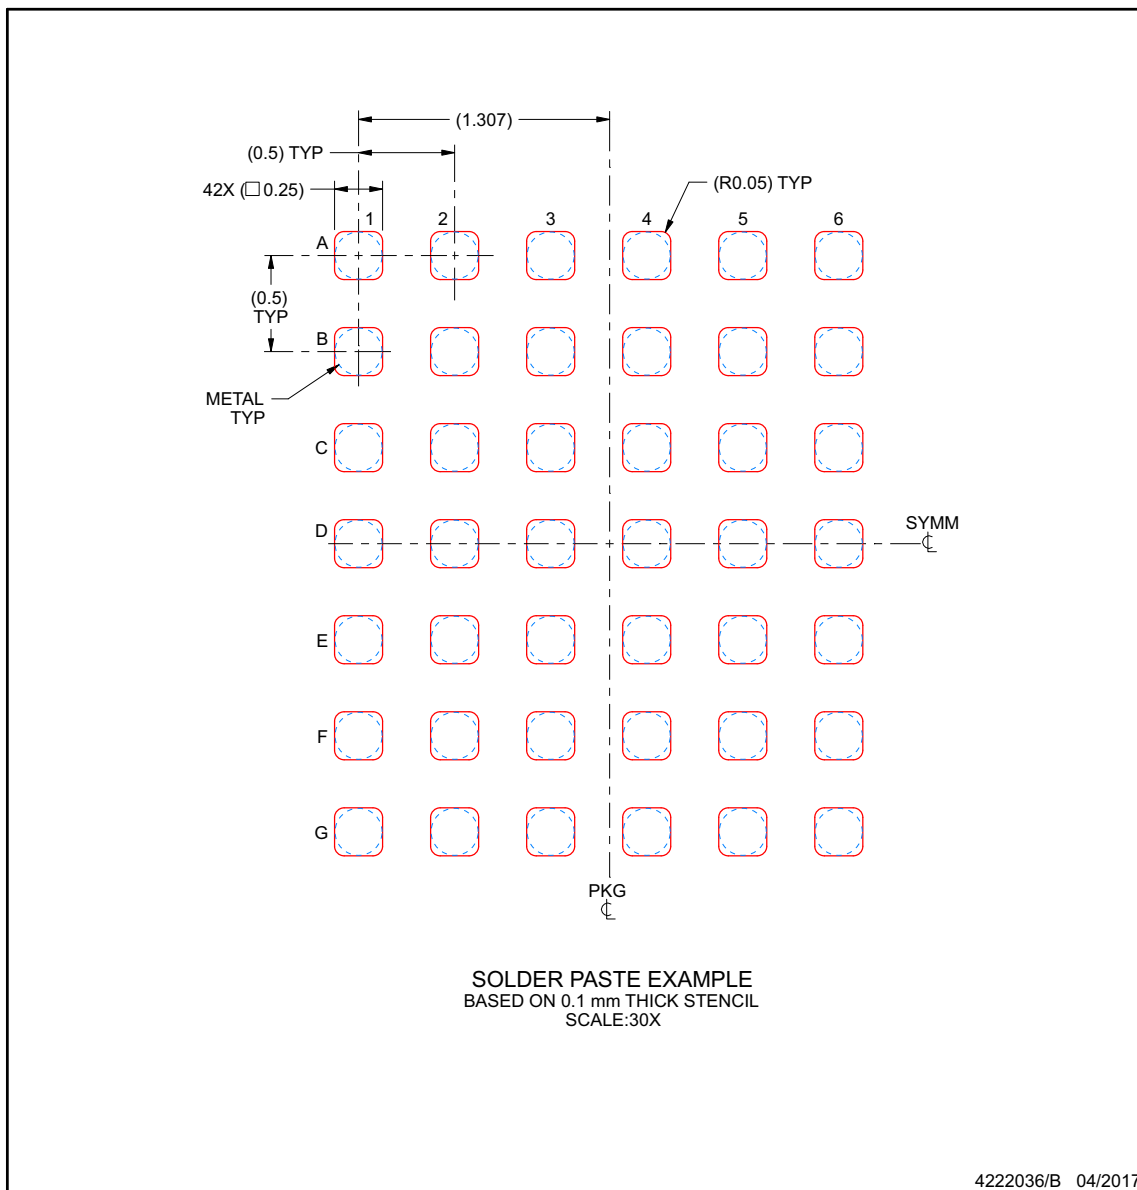 (1.307)
(0.5) TYP
42X (□0.25)
(R0.05) TYP
1 2 3 4 5 6
A
(0.5)
TYP
B
METAL
TYP
C
D
SYMM
℄
E
F
G
PKG
℄
SOLDER PASTE EXAMPLE
BASED ON 0.1 mm THICK STENCIL
SCALE:30X
4222036/B 04/2017